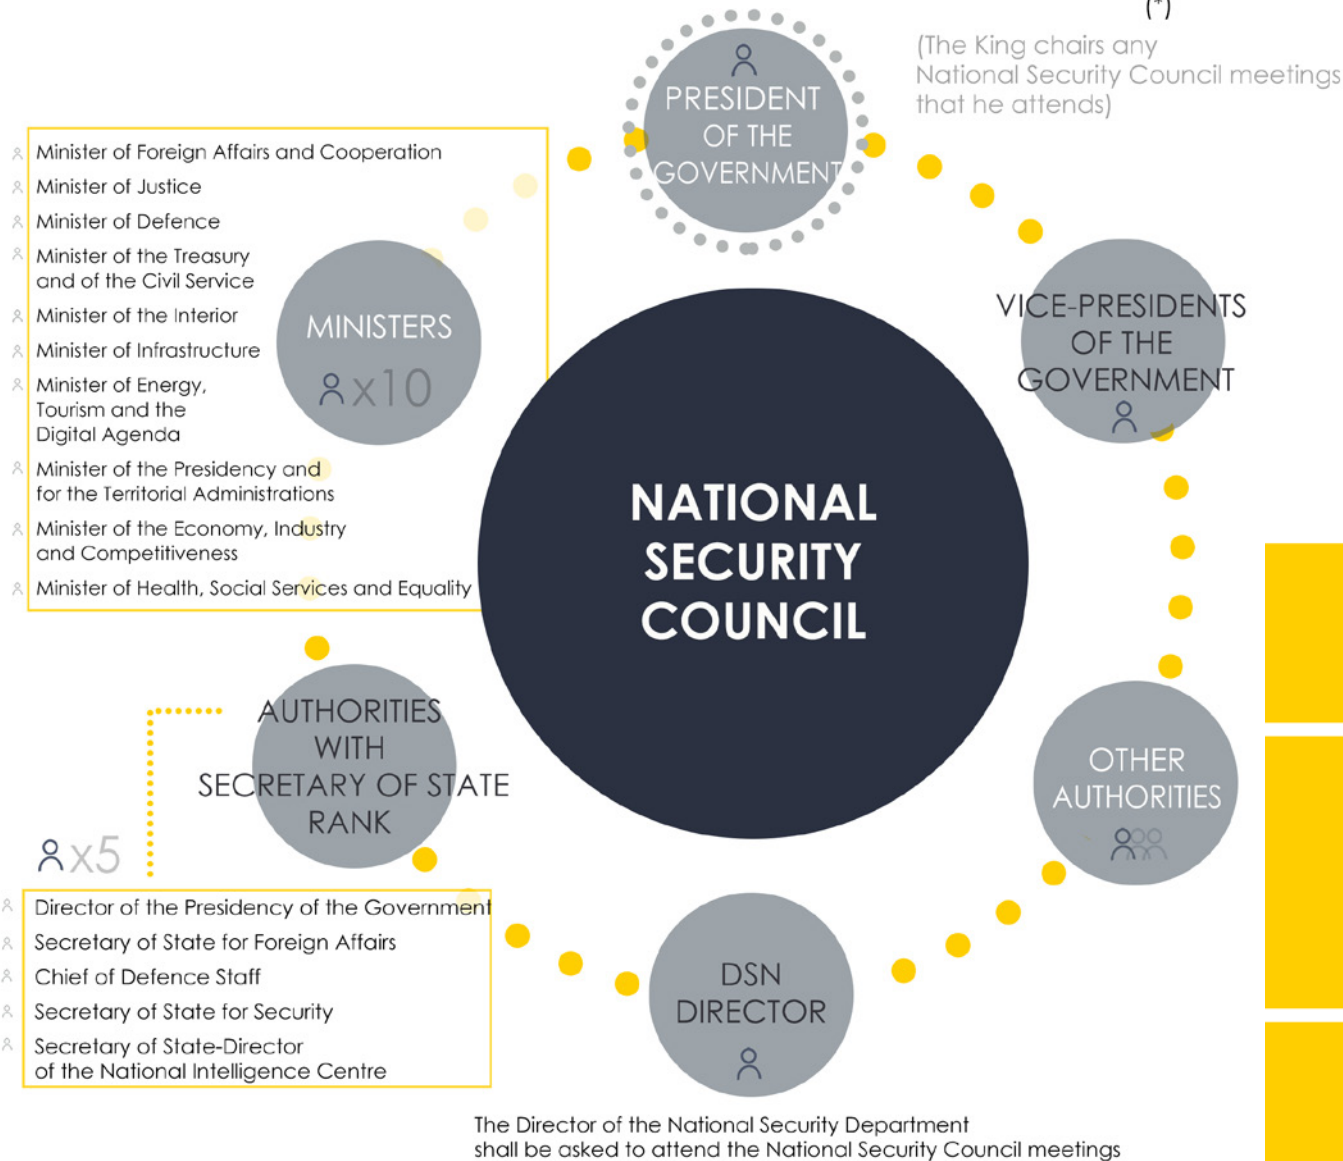 (*)
(The King chairs any
National Security Council meetings
that he attends)
PRESIDENT
OF THE
GOVERNMENT
Minister of Foreign Affairs and Cooperation
Minister of Justice
Minister of Defence
Minister of the Treasury
and of the Civil Service
Minister of the Interior
Minister of Infrastructure
Minister of Energy,
Tourism and the
Digital Agenda
Minister of the Presidency and
for the Territorial Administrations
Minister of the Economy, Industry
and Competitiveness
Minister of Health, Social Services and Equality
MINISTERS
x10
VICE-PRESIDENTS
OF THE
GOVERNMENT
NATIONAL
SECURITY
COUNCIL
AUTHORITIES
WITH
SECRETARY OF STATE
RANK
x5
Director of the Presidency of the Government
Secretary of State for Foreign Affairs
Chief of Defence Staff
Secretary of State for Security
Secretary of State-Director
of the National Intelligence Centre
OTHER
AUTHORITIES
DSN
DIRECTOR
The Director of the National Security Department
shall be asked to attend the National Security Council meetings